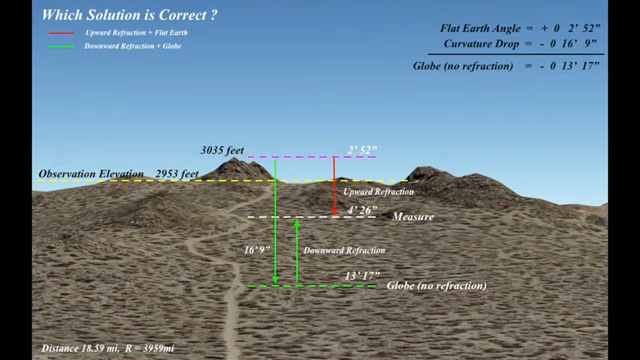 Which Solution is Correct ?
Upward Refraction + Flat Earth
Downward Refraction + Globe
Flat Earth Angle = + 0 2' 52"
Curvature Drop = - 0 16' 9"
Globe (no refraction) = - 0 13' 17"
3035 feet
2' 52"
Observation Elevation 2953 feet
Upward Refraction
4' 26"
Measure
16' 9"
Downward Refraction
13' 17"
Globe (no refraction)
Distance 18.59 mi, R = 3959mi